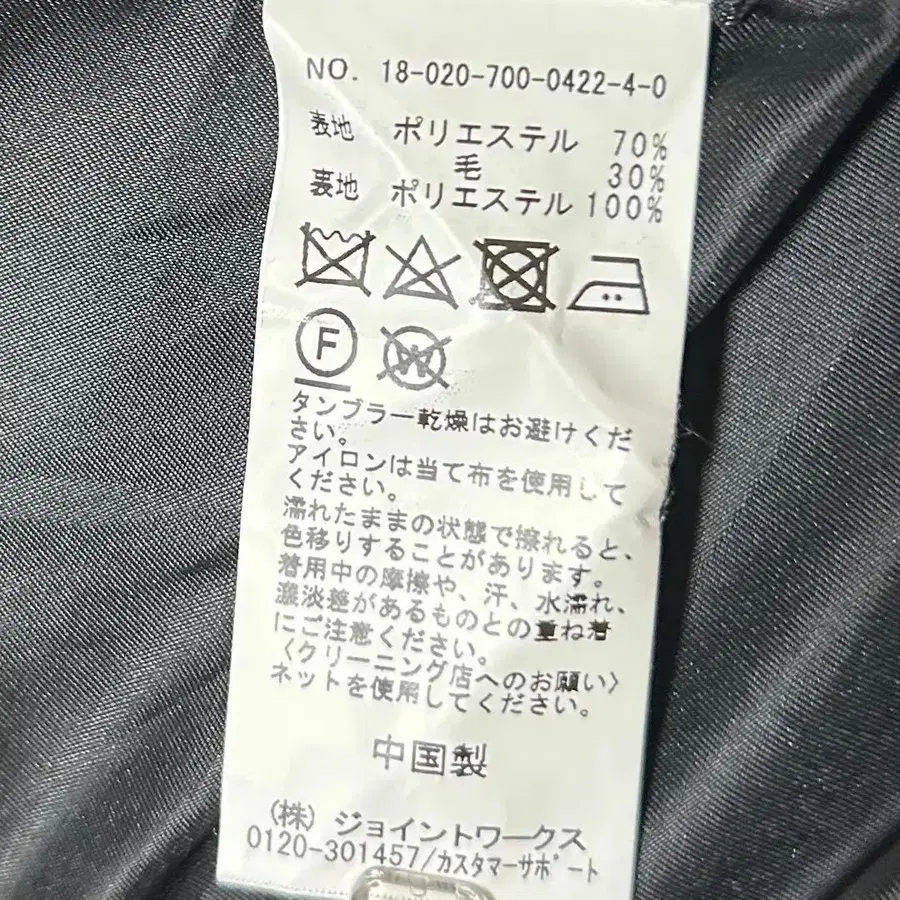 NO. 18-020-700-0422-4-0
表地 ポリエステル 70%
毛 30%
裏地 ポリエステル 100%
F
W
タンブラー乾燥はお避けくだ
さい。
アイロンは当て布を使用して
ください。
濡れたままの状態で擦れると、
色移りすることがあります。
着用中の摩擦や、汗、水濡れ、
濃淡差があるものとの重ね着
にご注意ください。
〈クリーニング店へのお願い〉
ネットを使用してください。
中国製
(株) ジョイントワークス
0120-301457/カスタマーサポート